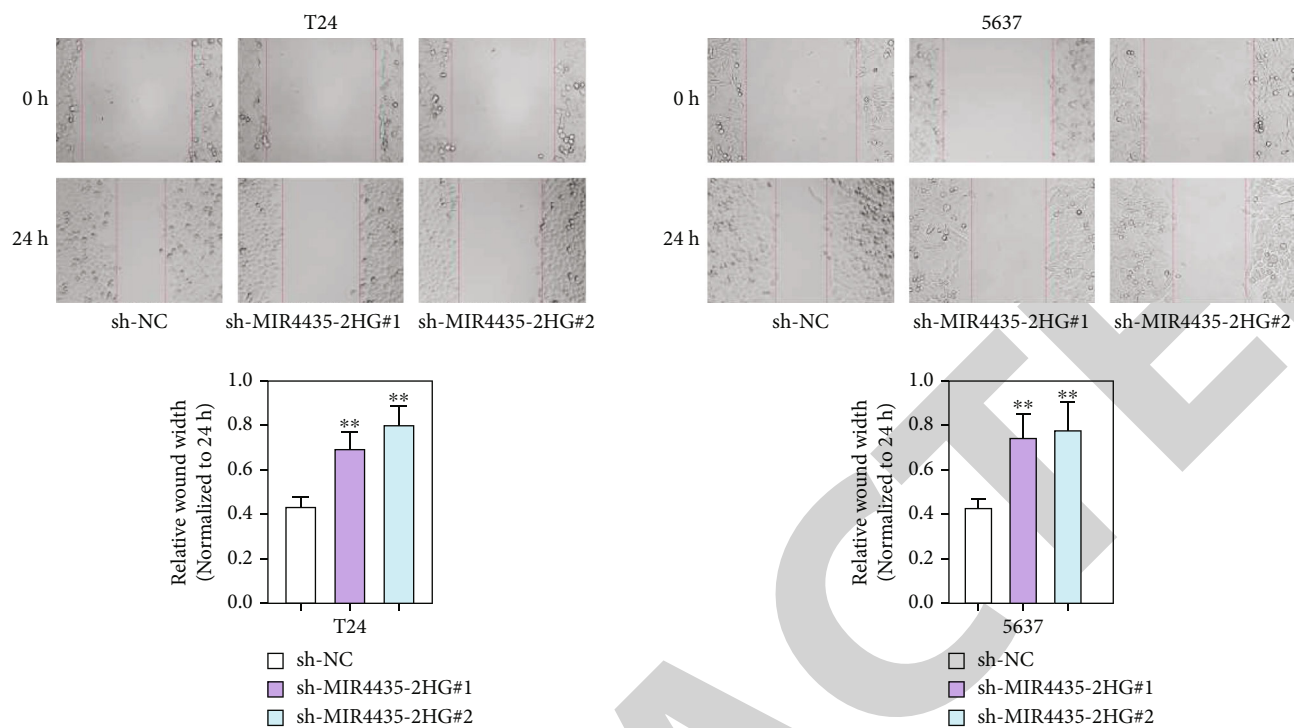 T24
0 h
24 h
sh-NC sh-MIR4435-2HG#1 sh-MIR4435-2HG#2
5637
0 h
24 h
sh-NC sh-MIR4435-2HG#1 sh-MIR4435-2HG#2
Relative wound width
(Normalized to 24 h)
1.0
0.8
0.6
0.4
0.2
0.0
**
**
T24
sh-NC
sh-MIR4435-2HG#1
sh-MIR4435-2HG#2
Relative wound width
(Normalized to 24 h)
1.0
0.8
0.6
0.4
0.2
0.0
**
**
5637
sh-NC
sh-MIR4435-2HG#1
sh-MIR4435-2HG#2